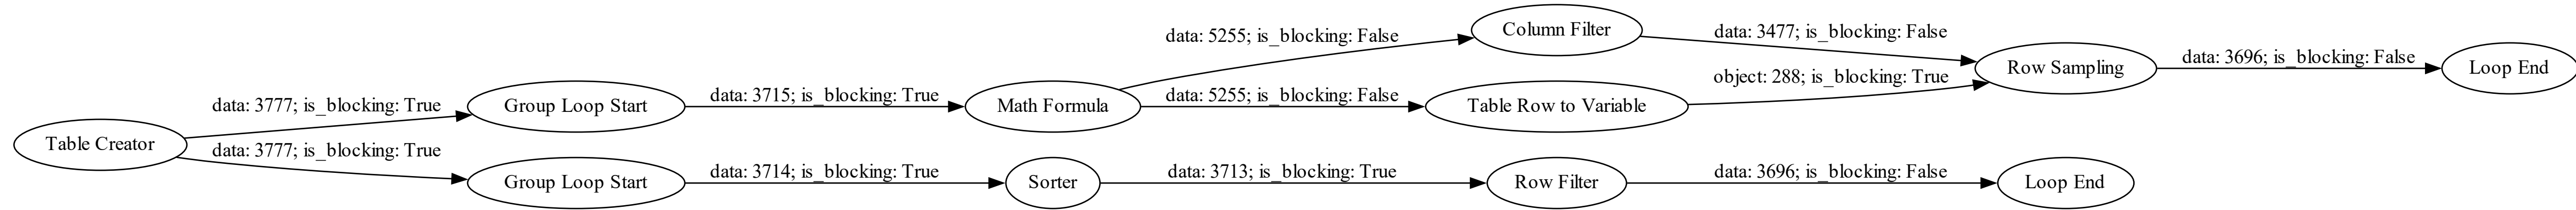 Table Creator
data: 3777; is_blocking: True
data: 3777; is_blocking: True
Group Loop Start
Group Loop Start
data: 3715; is_blocking: True
data: 3714; is_blocking: True
Math Formula
Sorter
data: 5255; is_blocking: False
data: 5255; is_blocking: False
data: 3713; is_blocking: True
Column Filter
Table Row to Variable
Row Filter
data: 3477; is_blocking: False
object: 288; is_blocking: True
data: 3696; is_blocking: False
Row Sampling
Loop End
data: 3696; is_blocking: False
Loop End